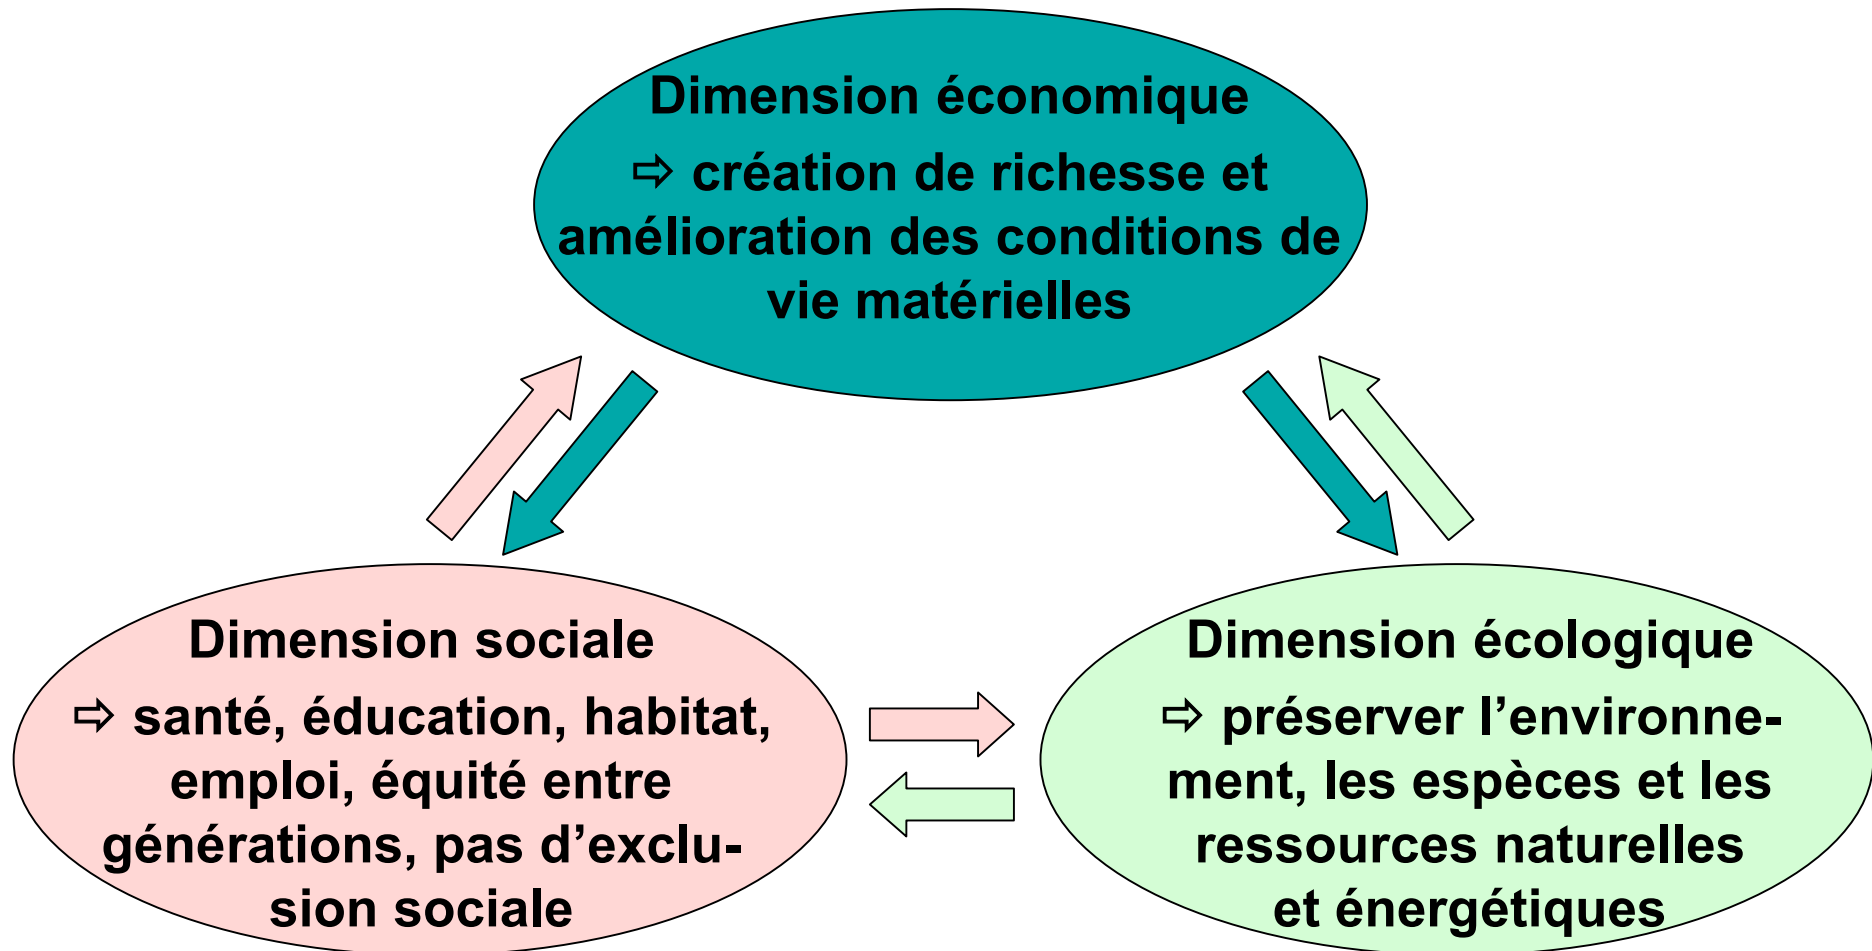 Dimension économique
⇨ création de richesse et
amélioration des conditions de
vie matérielles
Dimension sociale
⇨ santé, éducation, habitat,
emploi, équité entre
générations, pas d’exclu-
sion sociale
Dimension écologique
⇨ préserver l’environne-
ment, les espèces et les
ressources naturelles
et énergétiques